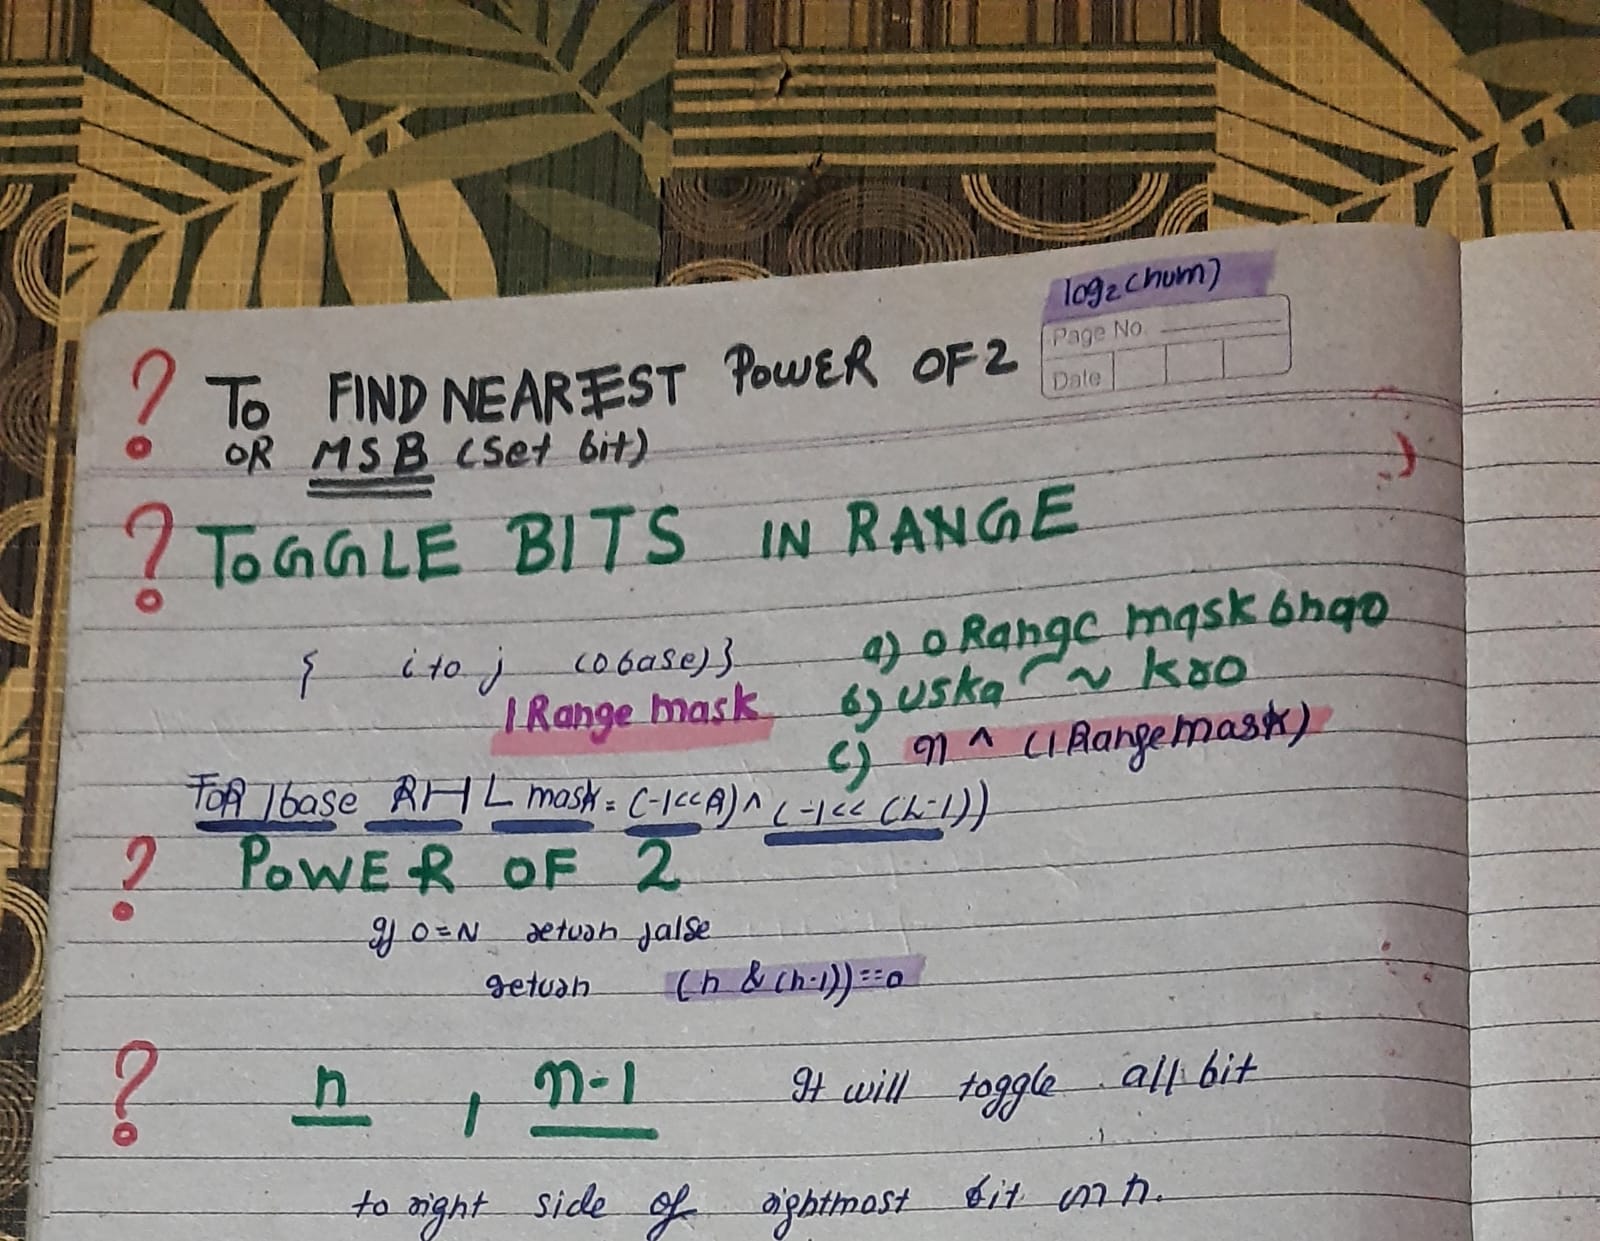 log₂(num)
Page No.
Date
? To FIND NEAREST POWER OF 2
OR MSB (Set bit)
? TOGGLE BITS IN RANGE
{ i to j (0 base)}
1 Range mask
a) 0 Range mask bnao
b) uska ~ kro
c) n ^ (1 Range mask)
FOR 1base R H L mask = (-1<<R) ^ (-1<< (L-1))
? POWER OF 2
if 0=N return false
return (n & (n-1))==0
? n , n-1 It will toggle all bit
to right side of rightmost bit in n.